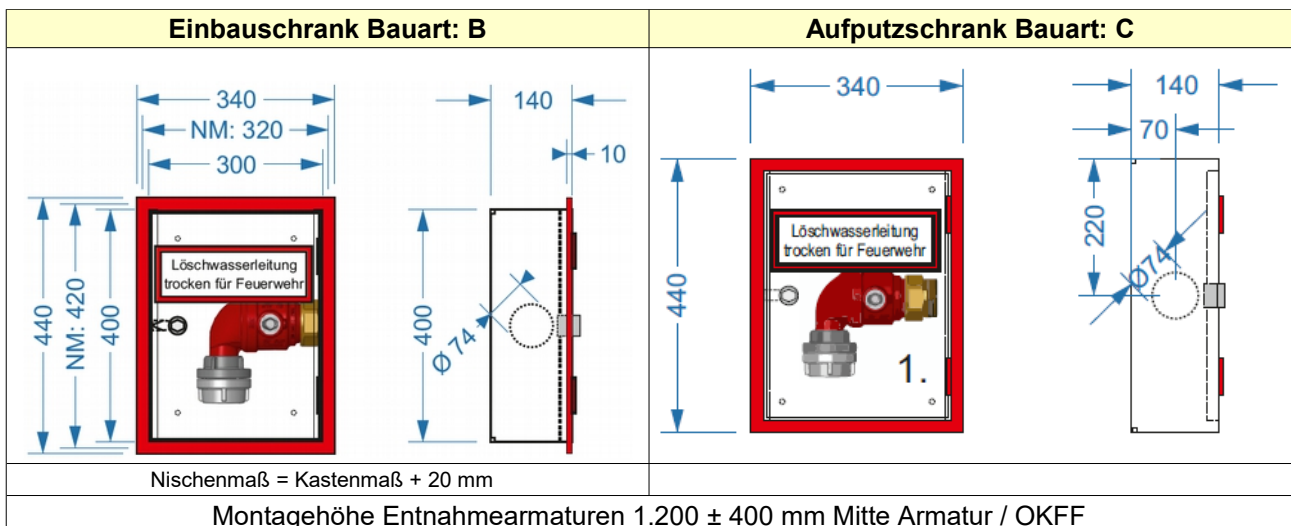 Einbauschrank Bauart: B
Aufputzschrank Bauart: C
340
NM: 320
300
140
10
440
NM: 420
400
Löschwasserleitung
trocken für Feuerwehr
400
Ø 74
340
140
70
220
440
Löschwasserleitung
trocken für Feuerwehr
1.
Ø74
Nischenmaß = Kastenmaß + 20 mm
Montagehöhe Entnahmearmaturen 1.200 ± 400 mm Mitte Armatur / OKFF